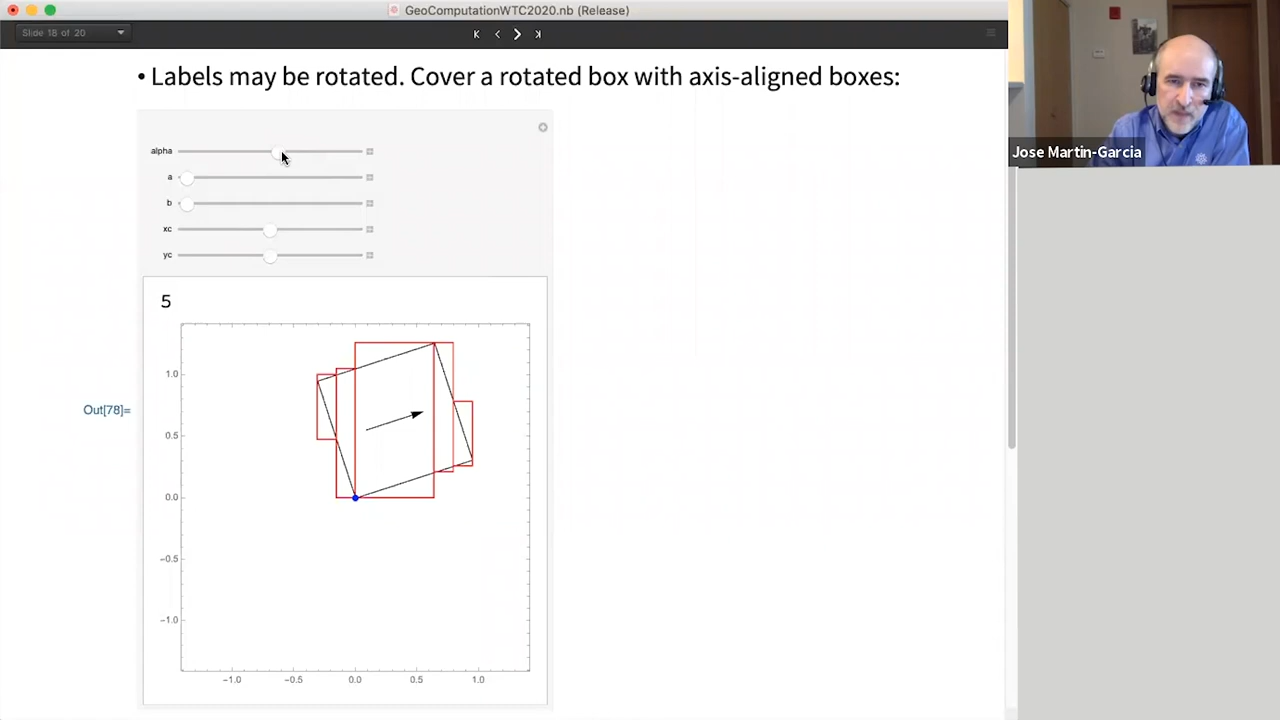 GeoComputationWTC2020.nb (Release)
Slide 18 of 20
• Labels may be rotated. Cover a rotated box with axis-aligned boxes:
Jose Martin-Garcia
alpha
a
b
xc
yc
5
1.0
0.5
Out[78]=
0.0
-0.5
-1.0
-1.0 -0.5 0.0 0.5 1.0